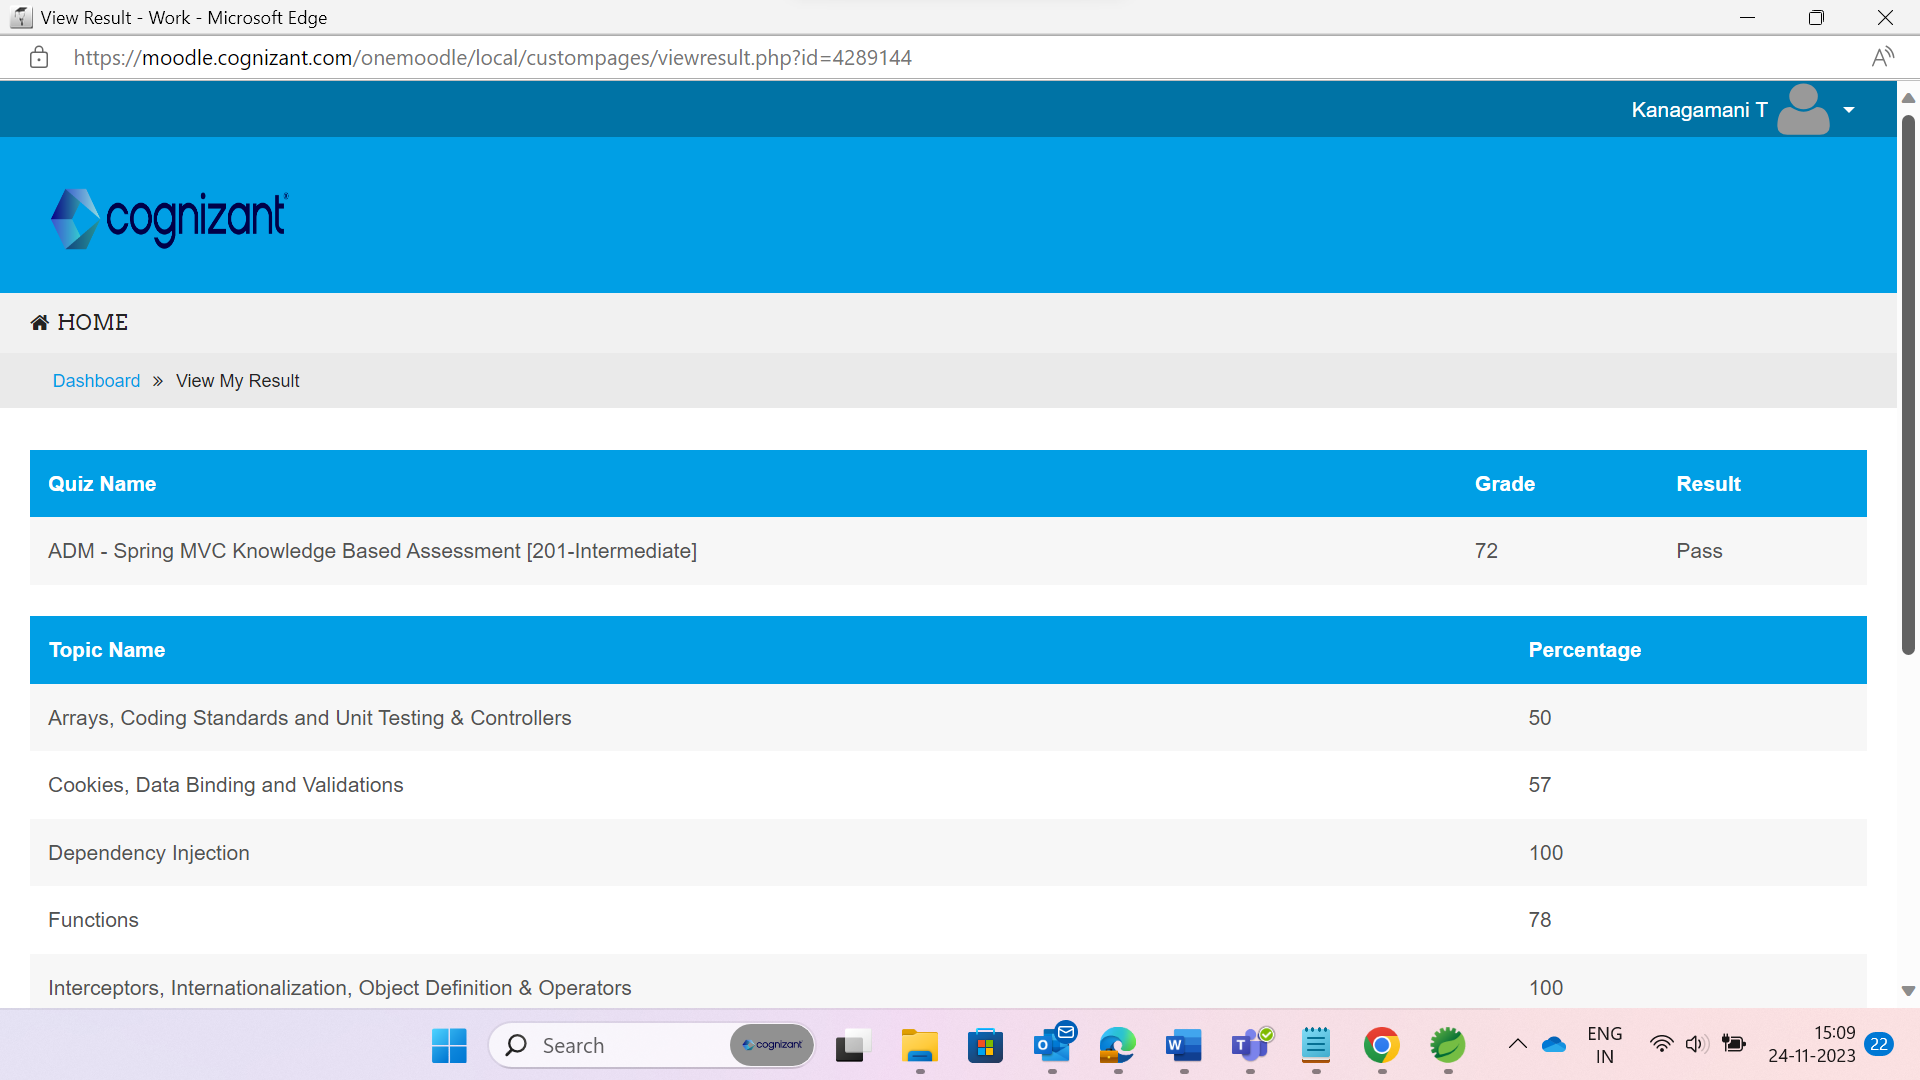 View Result - Work - Microsoft Edge
https://moodle.cognizant.com/onemoodle/local/custompages/viewresult.php?id=4289144
Kanagamani T
cognizant
HOME
Dashboard » View My Result
Quiz Name Grade Result
ADM - Spring MVC Knowledge Based Assessment [201-Intermediate] 72 Pass
Topic Name Percentage
Arrays, Coding Standards and Unit Testing & Controllers 50
Cookies, Data Binding and Validations 57
Dependency Injection 100
Functions 78
Interceptors, Internationalization, Object Definition & Operators 100
Search cognizant ENG 15:09
IN 24-11-2023 22